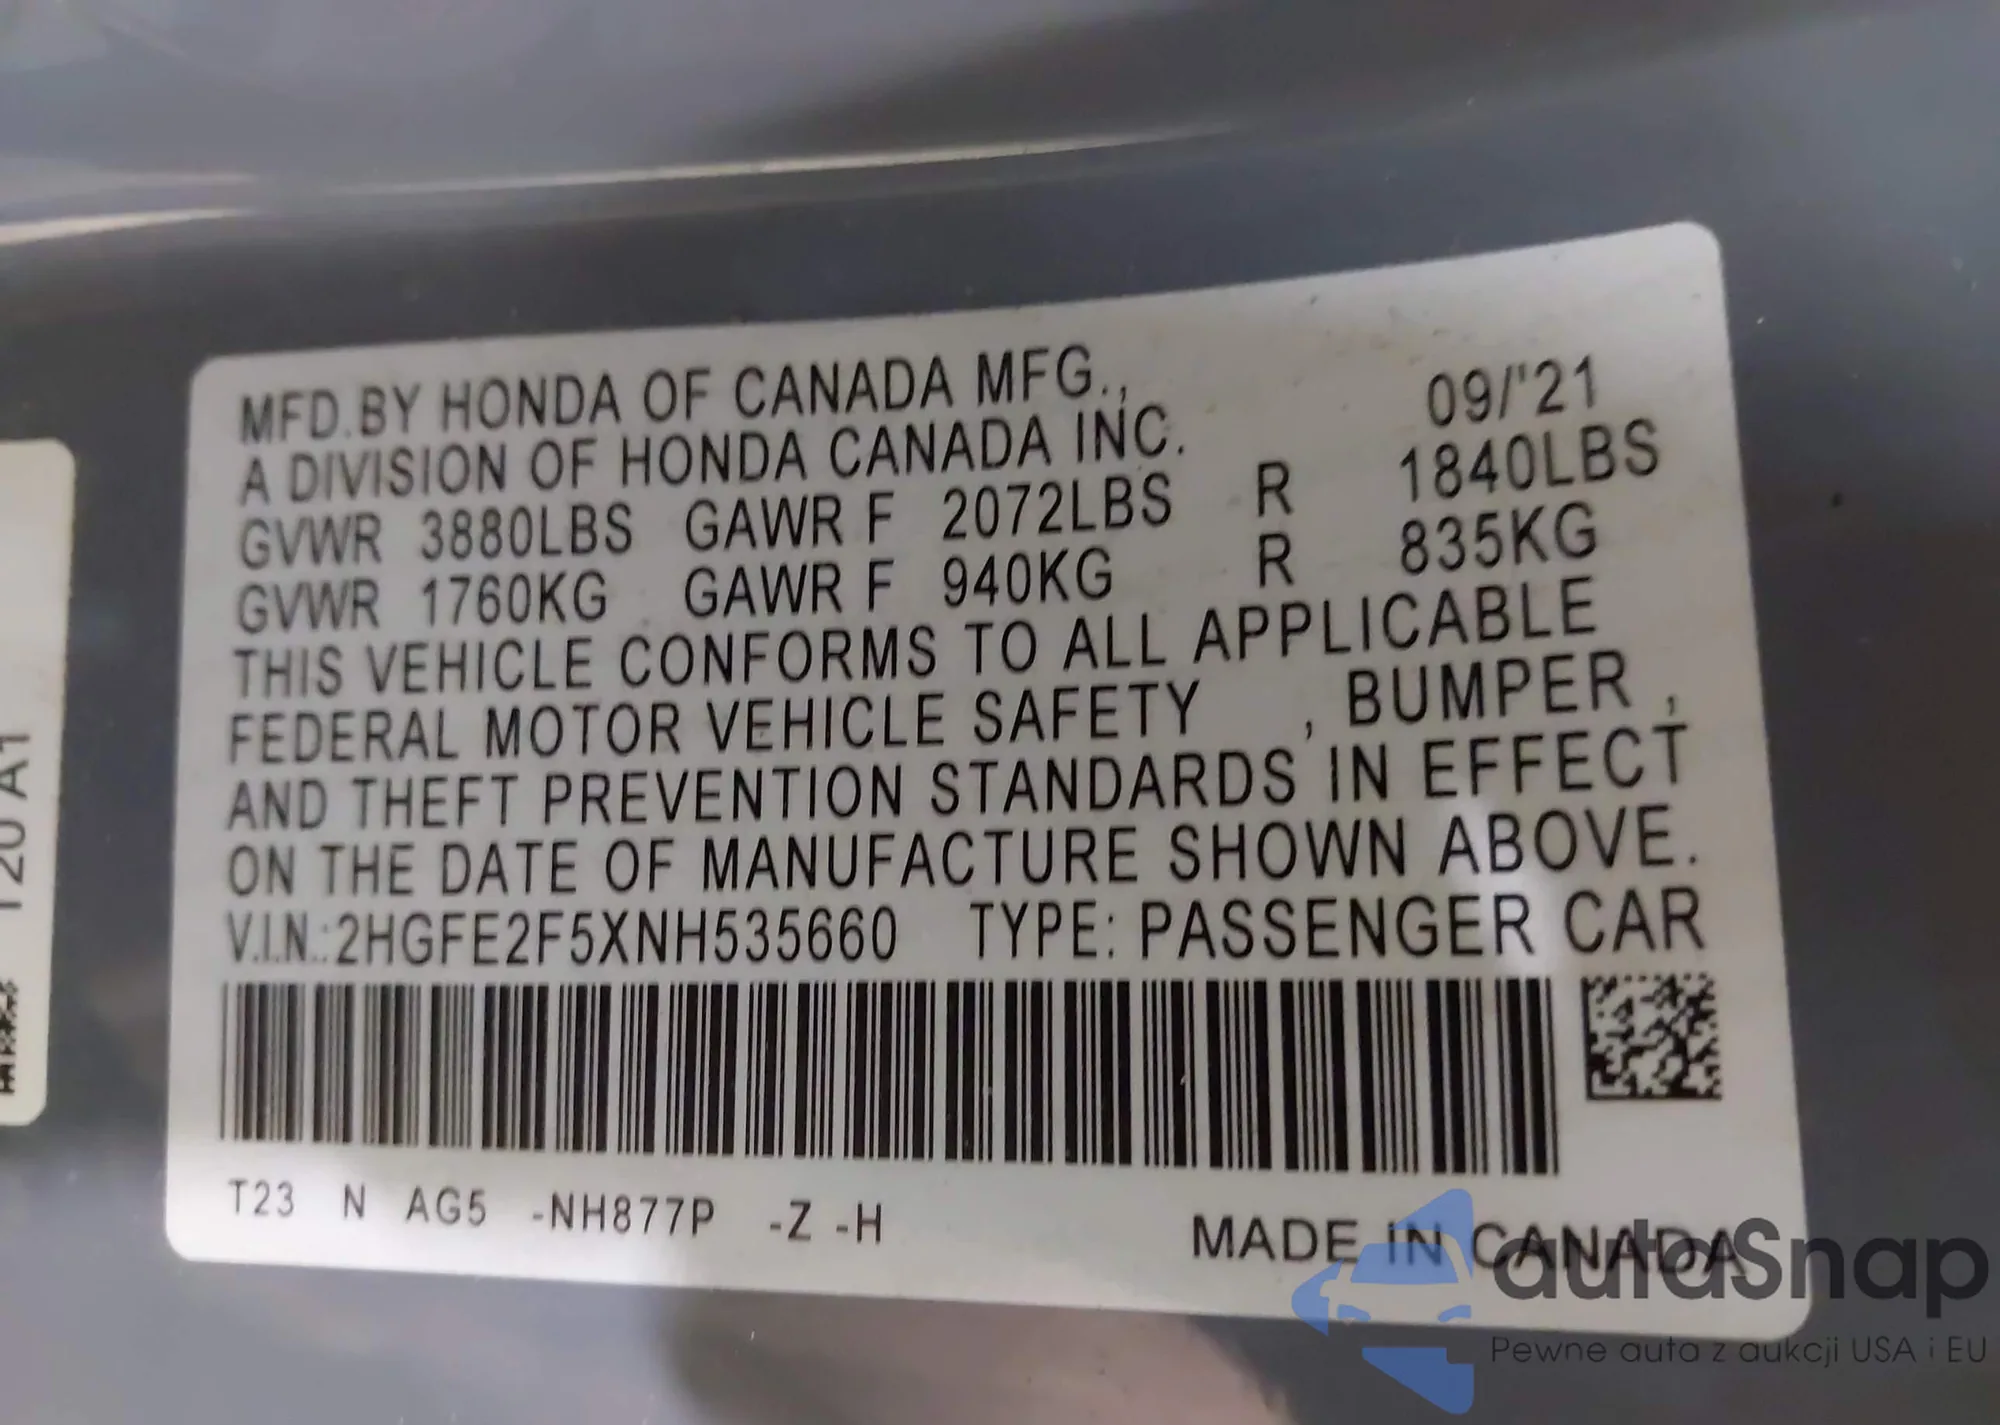 MFD.BY HONDA OF CANADA MFG.,
09/'21
A DIVISION OF HONDA CANADA INC.
GVWR 3880LBS GAWR F 2072LBS R 1840LBS
GVWR 1760KG GAWR F 940KG R 835KG
THIS VEHICLE CONFORMS TO ALL APPLICABLE
FEDERAL MOTOR VEHICLE SAFETY , BUMPER ,
AND THEFT PREVENTION STANDARDS IN EFFECT
ON THE DATE OF MANUFACTURE SHOWN ABOVE.
V.I.N.:2HGFE2F5XNH535660 TYPE: PASSENGER CAR
T23 N AG5 -NH877P -Z -H
MADE IN CANADA
T20 A1
autoSnap
Pewne auta z aukcji USA i EU